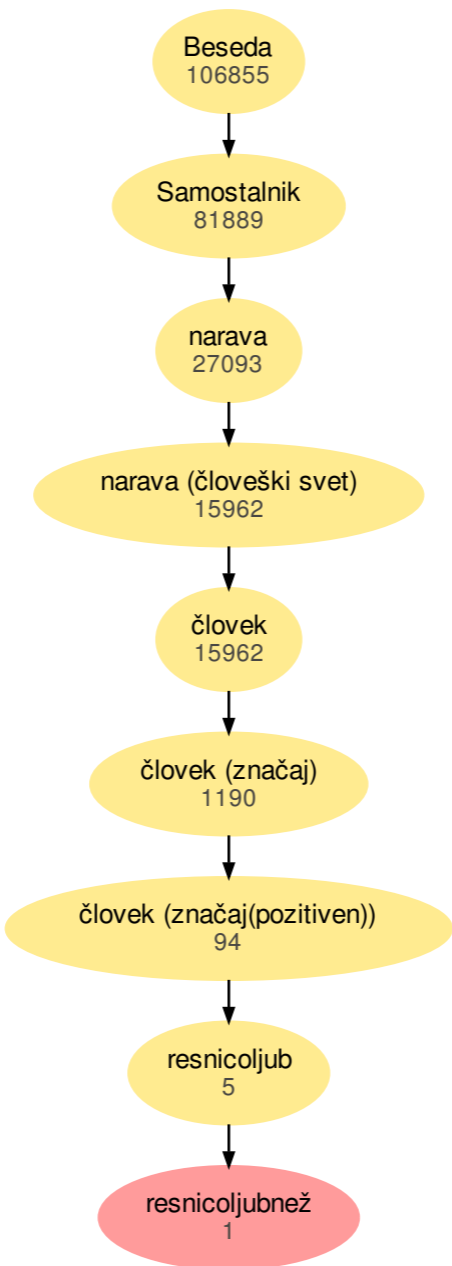 Beseda
106855
Samostalnik
81889
narava
27093
narava (človeški svet)
15962
človek
15962
človek (značaj)
1190
človek (značaj(pozitiven))
94
resnicoljub
5
resnicoljubnež
1